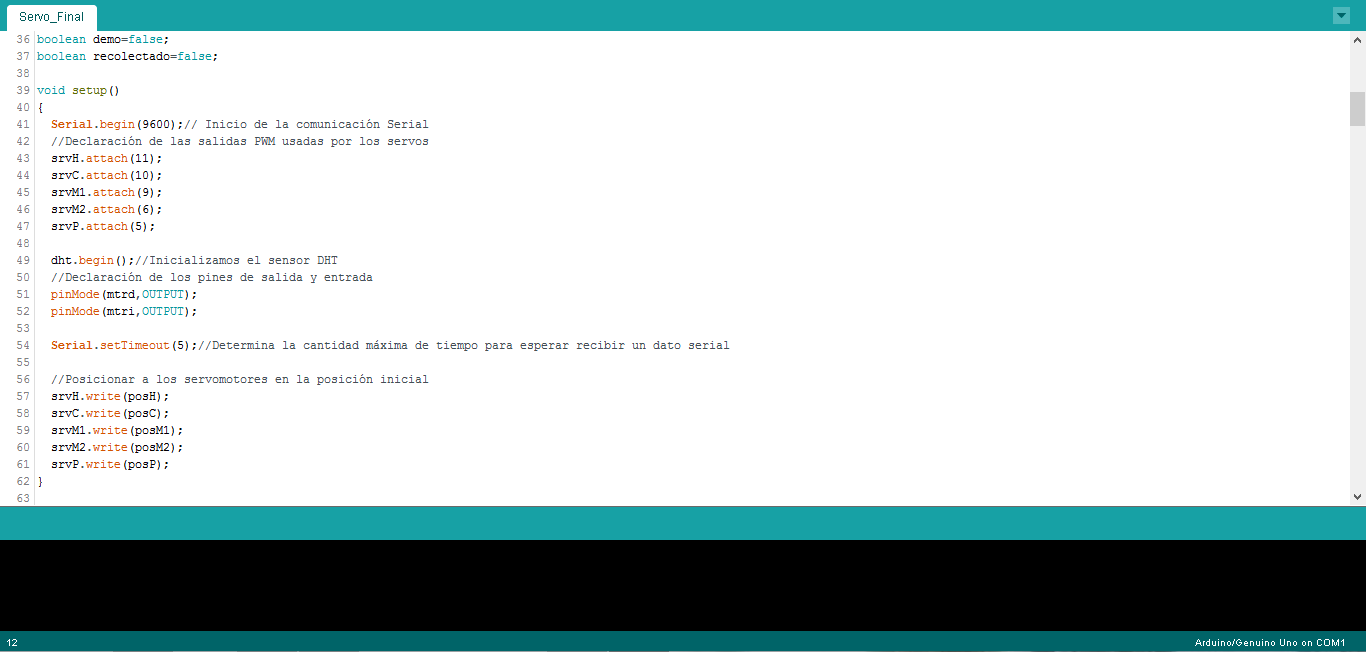 Servo_Final
36 boolean demo=false;
37 boolean recolectado=false;
38
39 void setup()
40 {
41 Serial.begin(9600);// Inicio de la comunicación Serial
42 //Declaración de las salidas PWM usadas por los servos
43 srvH.attach(11);
44 srvC.attach(10);
45 srvM1.attach(9);
46 srvM2.attach(6);
47 srvP.attach(5);
48
49 dht.begin();//Inicializamos el sensor DHT
50 //Declaración de los pines de salida y entrada
51 pinMode(mtrd,OUTPUT);
52 pinMode(mtri,OUTPUT);
53
54 Serial.setTimeout(5);//Determina la cantidad máxima de tiempo para esperar recibir un dato serial
55
56 //Posicionar a los servomotores en la posición inicial
57 srvH.write(posH);
58 srvC.write(posC);
59 srvM1.write(posM1);
60 srvM2.write(posM2);
61 srvP.write(posP);
62 }
63
12 Arduino/Genuino Uno on COM1